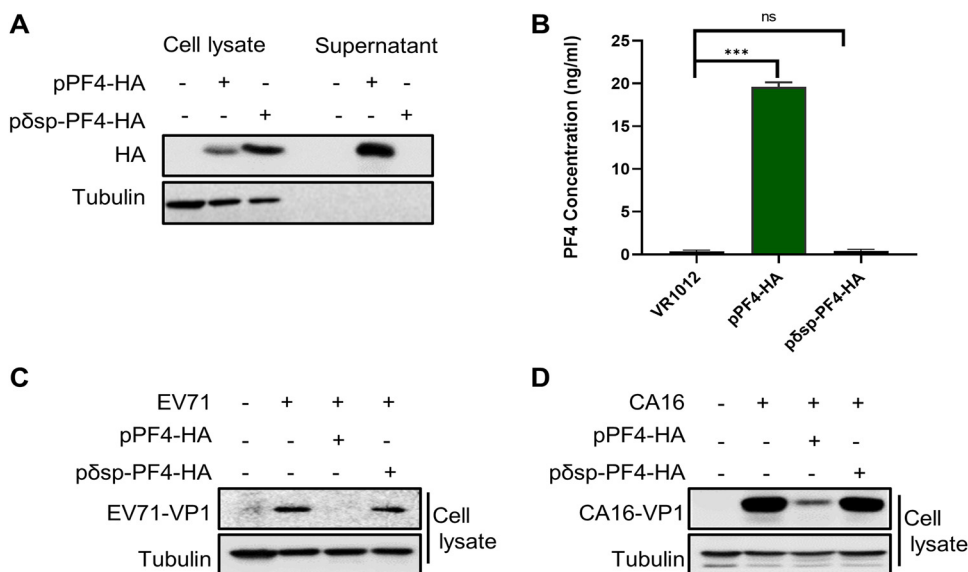 A
Cell lysate Supernatant
pPF4-HA - + - - + -
pδsp-PF4-HA - - + - - +
HA
Tubulin
B
ns
***
PF4 Concentration (ng/ml)
25
20
15
10
5
0
VR1012
pPF4-HA
pδsp-PF4-HA
C
EV71 - + + +
pPF4-HA - - + -
pδsp-PF4-HA - - - +
EV71-VP1
Tubulin
Cell
lysate
D
CA16 - + + +
pPF4-HA - - + -
pδsp-PF4-HA - - - +
CA16-VP1
Tubulin
Cell
lysate